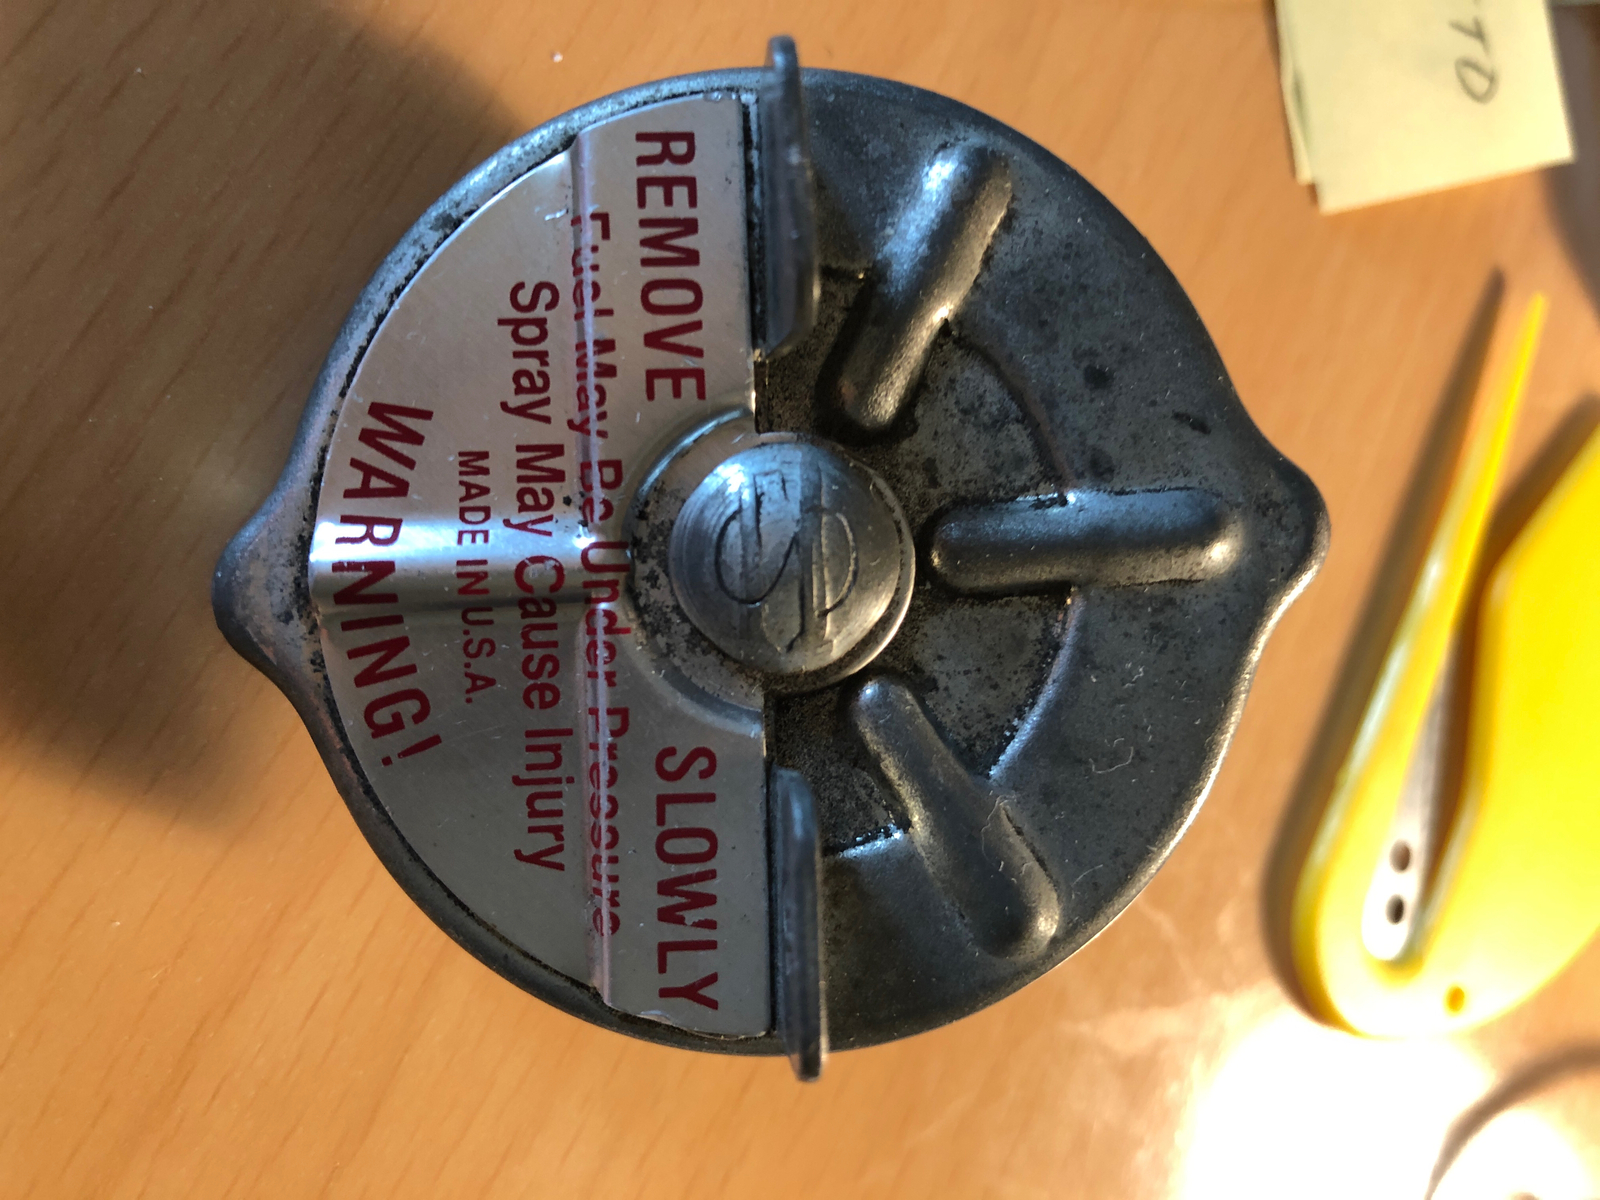 REMOVE SLOWLY
Fuel May Be Under Pressure
Spray May Cause Injury
MADE IN U.S.A.
WARNING!